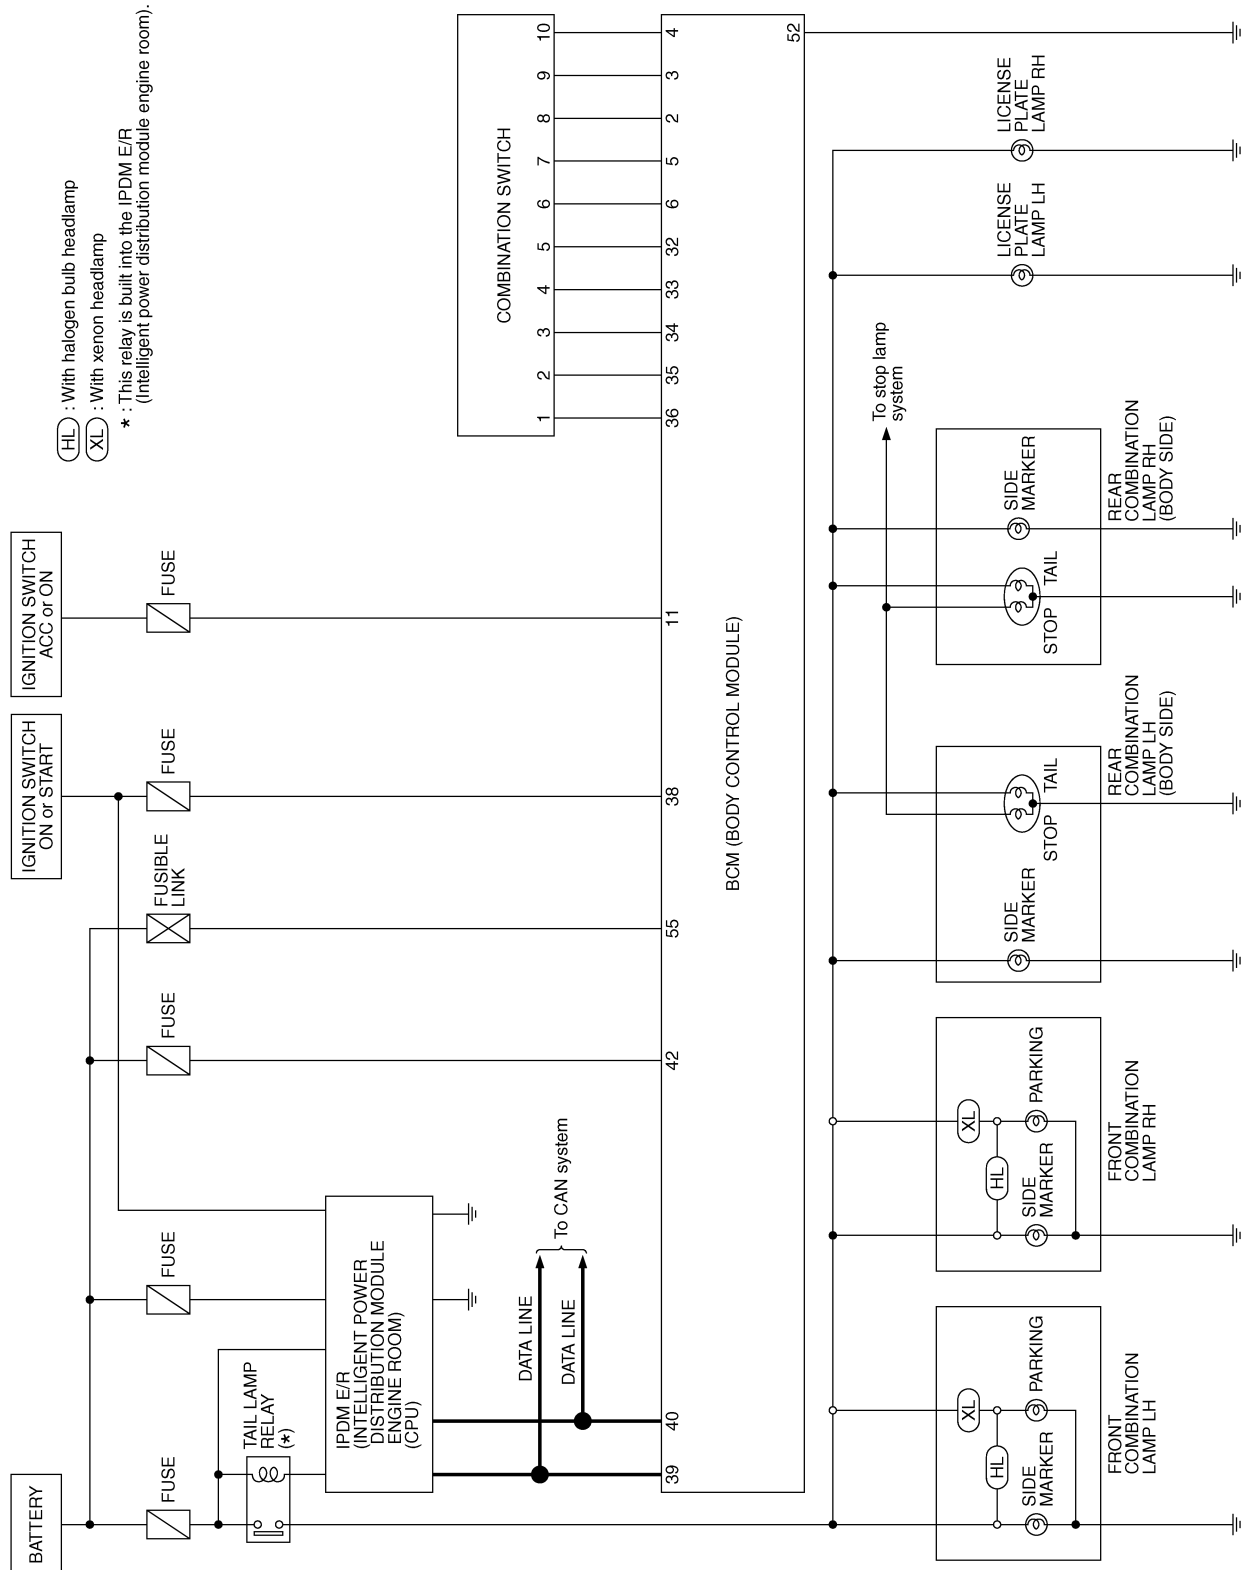 BATTERY
IGNITION SWITCH
ON or START
IGNITION SWITCH
ACC or ON
HL : With halogen bulb headlamp
XL : With xenon headlamp
* : This relay is built into the IPDM E/R
(Intelligent power distribution module engine room).
FUSE
FUSE
FUSE
FUSIBLE
LINK
FUSE
FUSE
TAIL LAMP
RELAY
(*)
IPDM E/R
(INTELLIGENT POWER
DISTRIBUTION MODULE
ENGINE ROOM)
(CPU)
DATA LINE
DATA LINE
To CAN system
COMBINATION SWITCH
1 2 3 4 5 6 7 8 9 10
39 40 42 55 38 11 36 35 34 33 32 6 5 2 3 4
BCM (BODY CONTROL MODULE)
52
To stop lamp
system
XL
HL
SIDE
MARKER
PARKING
FRONT
COMBINATION
LAMP LH
XL
HL
SIDE
MARKER
PARKING
FRONT
COMBINATION
LAMP RH
SIDE
MARKER
STOP
TAIL
REAR
COMBINATION
LAMP LH
(BODY SIDE)
STOP
TAIL
SIDE
MARKER
REAR
COMBINATION
LAMP RH
(BODY SIDE)
LICENSE
PLATE
LAMP LH
LICENSE
PLATE
LAMP RH